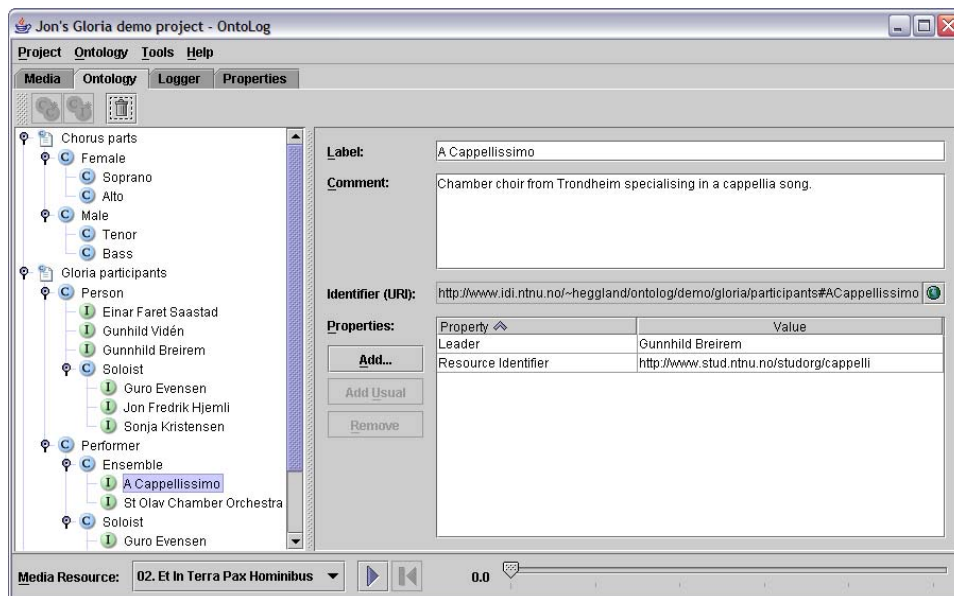 Jon's Gloria demo project - OntoLog
Project Ontology Tools Help
Media Ontology Logger Properties
Chorus parts
C Female
C Soprano
C Alto
C Male
C Tenor
C Bass
Gloria participants
C Person
I Einar Faret Saastad
I Gunhild Vidén
I Gunnhild Breirem
C Soloist
I Guro Evensen
I Jon Fredrik Hjemli
I Sonja Kristensen
C Performer
C Ensemble
I A Cappellissimo
I St Olav Chamber Orchestra
C Soloist
I Guro Evensen
Label: A Cappellissimo
Comment: Chamber choir from Trondheim specialising in a cappellia song.
Identifier (URI): http://www.idi.ntnu.no/~heggland/ontolog/demo/gloria/participants#ACappellissimo
Properties: Property Value
Leader Gunnhild Breirem
Resource Identifier http://www.stud.ntnu.no/studorg/cappelli
Add...
Add Usual
Remove
Media Resource: 02. Et In Terra Pax Hominibus 0.0